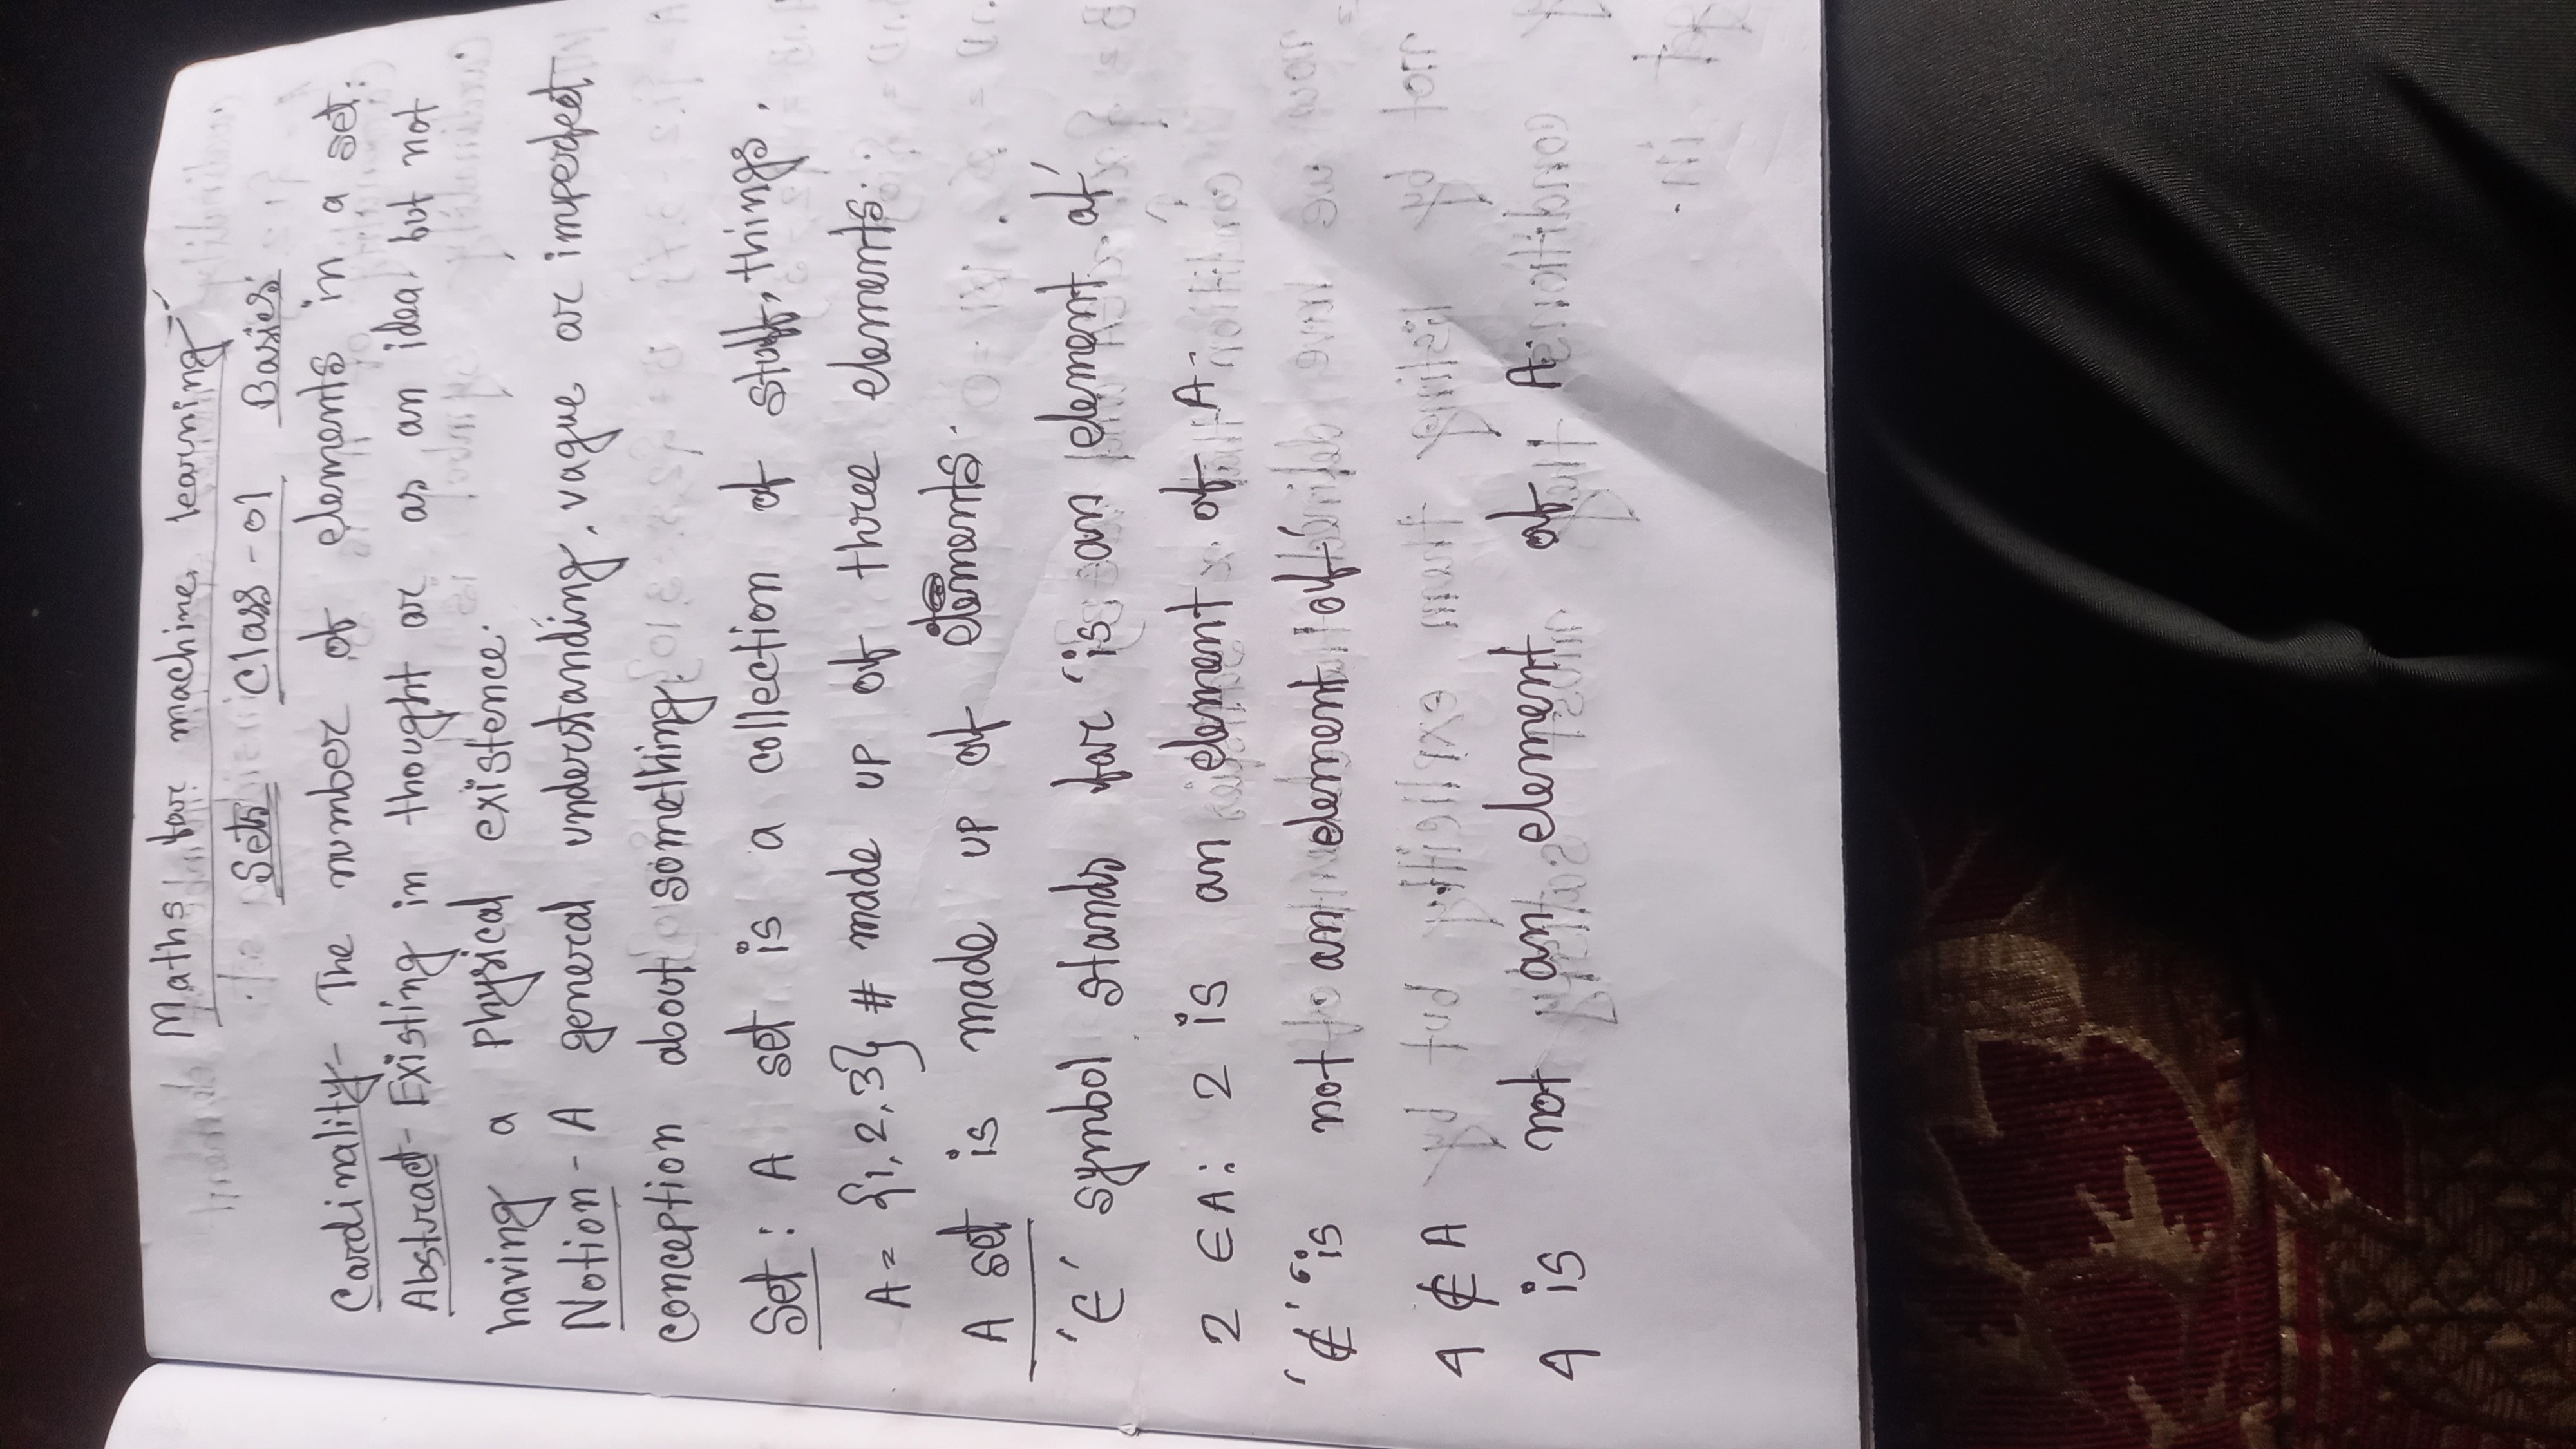 Maths for machine learning
Sets Class-01 Basics
Cardinality- The number of elements in a set.
Abstract- Existing in thought or as an idea but not
having a physical existence.
Notion - A general understanding, vague or imperfect
conception about something.
Set: A set is a collection of stuff, things.
A = {1, 2, 3} # made up of three elements.
A set is made up of elements.
'∈' symbol stands for 'is an element of'
2 ∈ A: 2 is an element of A.
'∉' 'is not an element of'
4 ∉ A
4 is not an element of A.